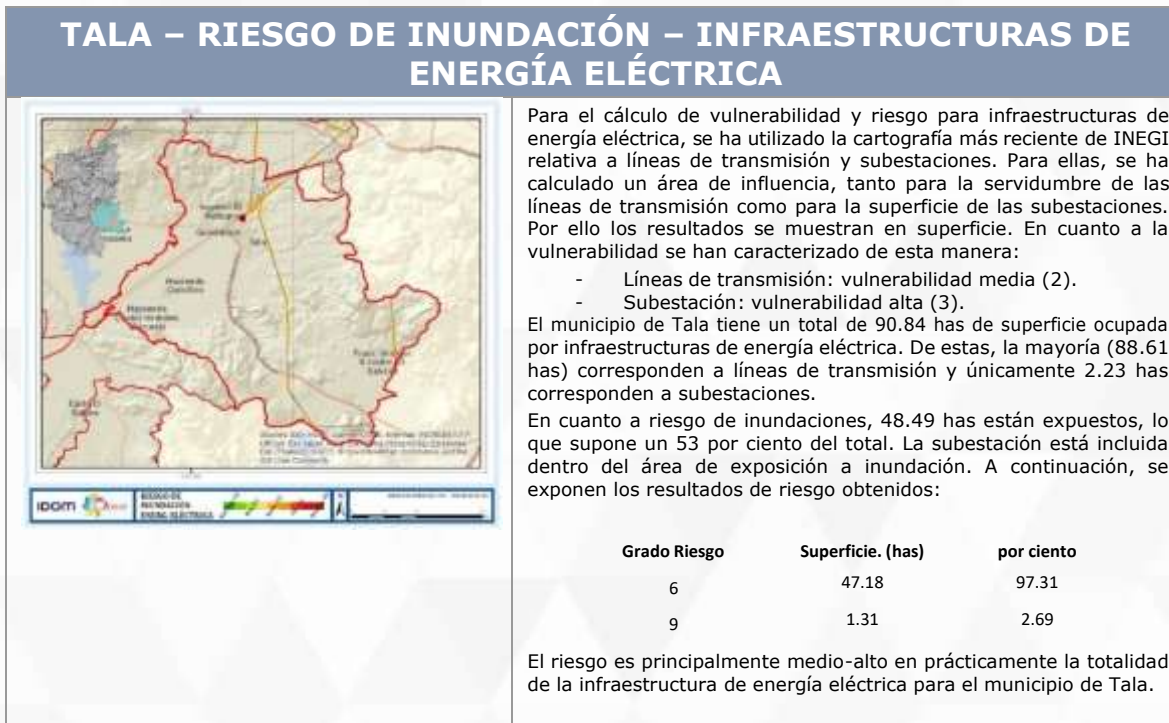 TALA – RIESGO DE INUNDACIÓN – INFRAESTRUCTURAS DE
ENERGÍA ELÉCTRICA
Para el cálculo de vulnerabilidad y riesgo para infraestructuras de
energía eléctrica, se ha utilizado la cartografía más reciente de INEGI
relativa a líneas de transmisión y subestaciones. Para ellas, se ha
calculado un área de influencia, tanto para la servidumbre de las
líneas de transmisión como para la superficie de las subestaciones.
Por ello los resultados se muestran en superficie. En cuanto a la
vulnerabilidad se han caracterizado de esta manera:
- Líneas de transmisión: vulnerabilidad media (2).
- Subestación: vulnerabilidad alta (3).
El municipio de Tala tiene un total de 90.84 has de superficie ocupada
por infraestructuras de energía eléctrica. De estas, la mayoría (88.61
has) corresponden a líneas de transmisión y únicamente 2.23 has
corresponden a subestaciones.
En cuanto a riesgo de inundaciones, 48.49 has están expuestos, lo
que supone un 53 por ciento del total. La subestación está incluida
dentro del área de exposición a inundación. A continuación, se
exponen los resultados de riesgo obtenidos:
Grado Riesgo Superficie. (has) por ciento
6 47.18 97.31
9 1.31 2.69
El riesgo es principalmente medio-alto en prácticamente la totalidad
de la infraestructura de energía eléctrica para el municipio de Tala.
IDOM
RIESGO DE
INUNDACIÓN